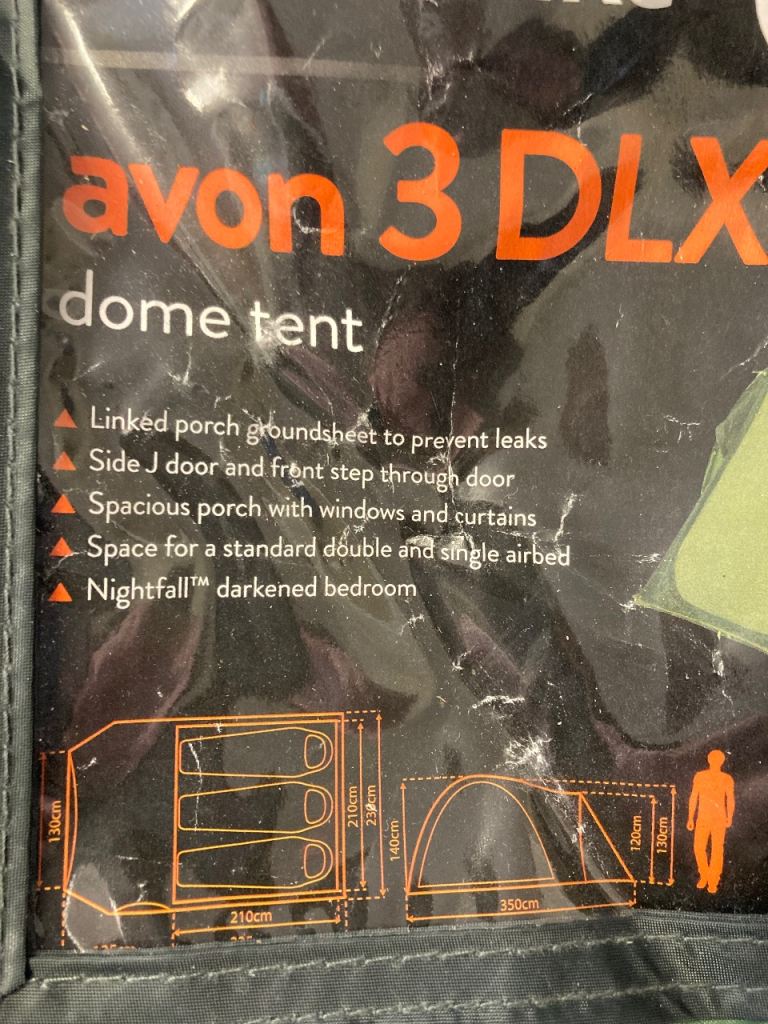 avon 3 DLX
dome tent
Linked porch groundsheet to prevent leaks
Side J door and front step through door
Spacious porch with windows and curtains
Space for a standard double and single airbed
Nightfall™ darkened bedroom
130cm
210cm
230cm
140cm
120cm
130cm
210cm
350cm